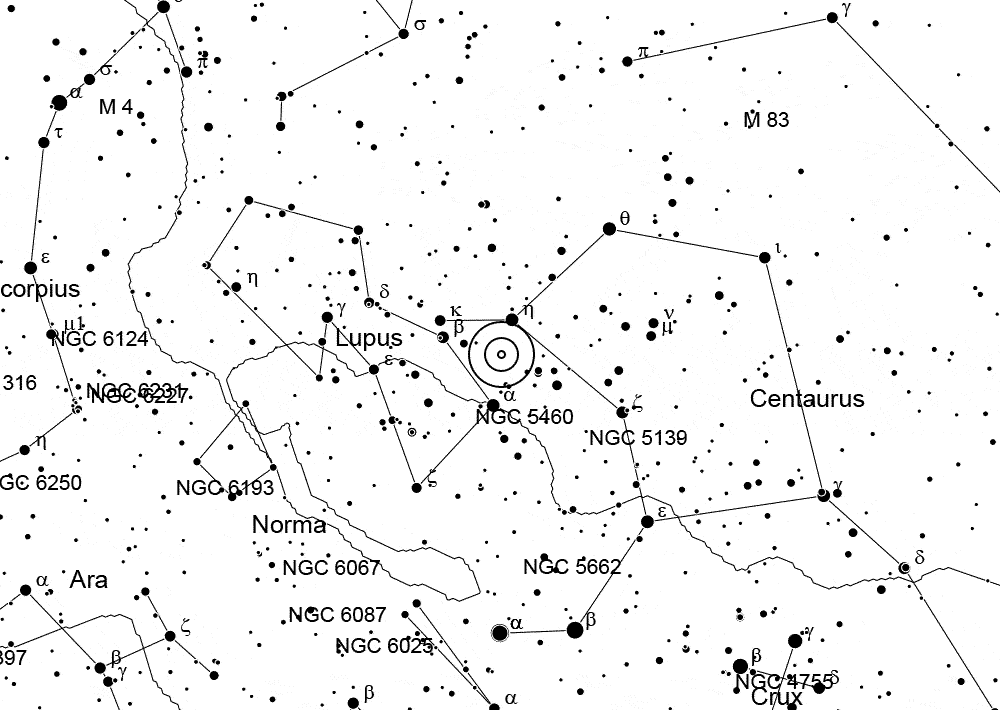 γ
σ
π
π
σ
α
M 4
M 83
τ
θ
ι
ε
η
δ
corpius
γ
κ
η
ν
μ1
β
μ
NGC 6124
Lupus
ε
316
NGC 6231
NGC 6227
α
Centaurus
ζ
NGC 5460
NGC 5139
η
ζ
GC 6250
NGC 6193
γ
ε
Norma
δ
NGC 6067
NGC 5662
α
Ara
NGC 6087
α
β
ζ
γ
NGC 6025
397
β
β
γ
NGC 4755
δ
β
α
Crux